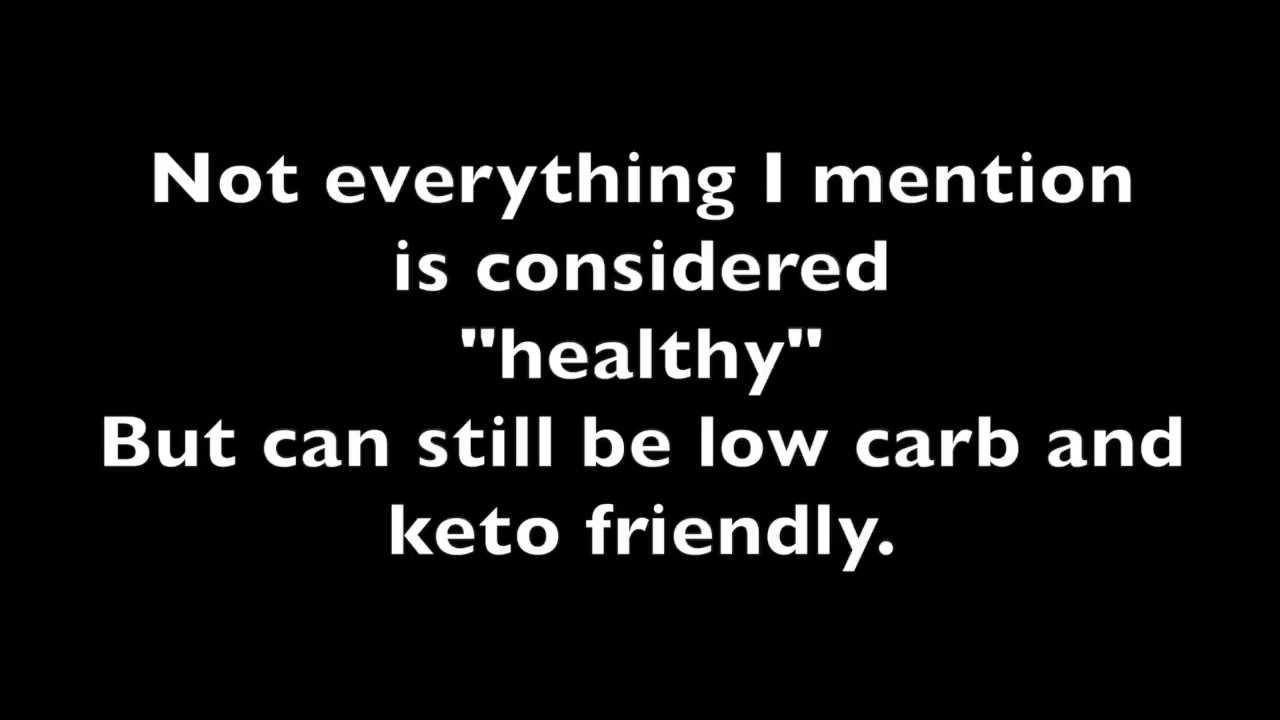 Not everything I mention
is considered
"healthy"
But can still be low carb and
keto friendly.